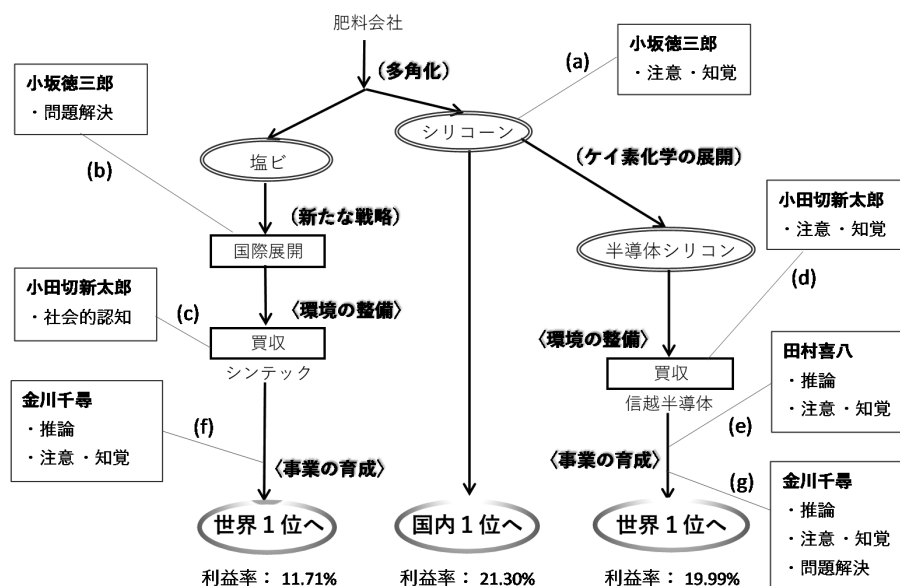 肥料会社
(多角化)
(a)
小坂徳三郎
・注意・知覚
小坂徳三郎
・問題解決
(b)
塩ビ
シリコーン
(ケイ素化学の展開)
(新たな戦略)
国際展開
小田切新太郎
・注意・知覚
(d)
半導体シリコン
小田切新太郎
・社会的認知
(c)
〈環境の整備〉
買収
シンテック
〈環境の整備〉
買収
信越半導体
田村喜八
・推論
・注意・知覚
(e)
金川千尋
・推論
・注意・知覚
(f)
〈事業の育成〉
〈事業の育成〉
(g)
金川千尋
・推論
・注意・知覚
・問題解決
世界1位へ
国内1位へ
世界1位へ
利益率： 11.71%
利益率： 21.30%
利益率： 19.99%